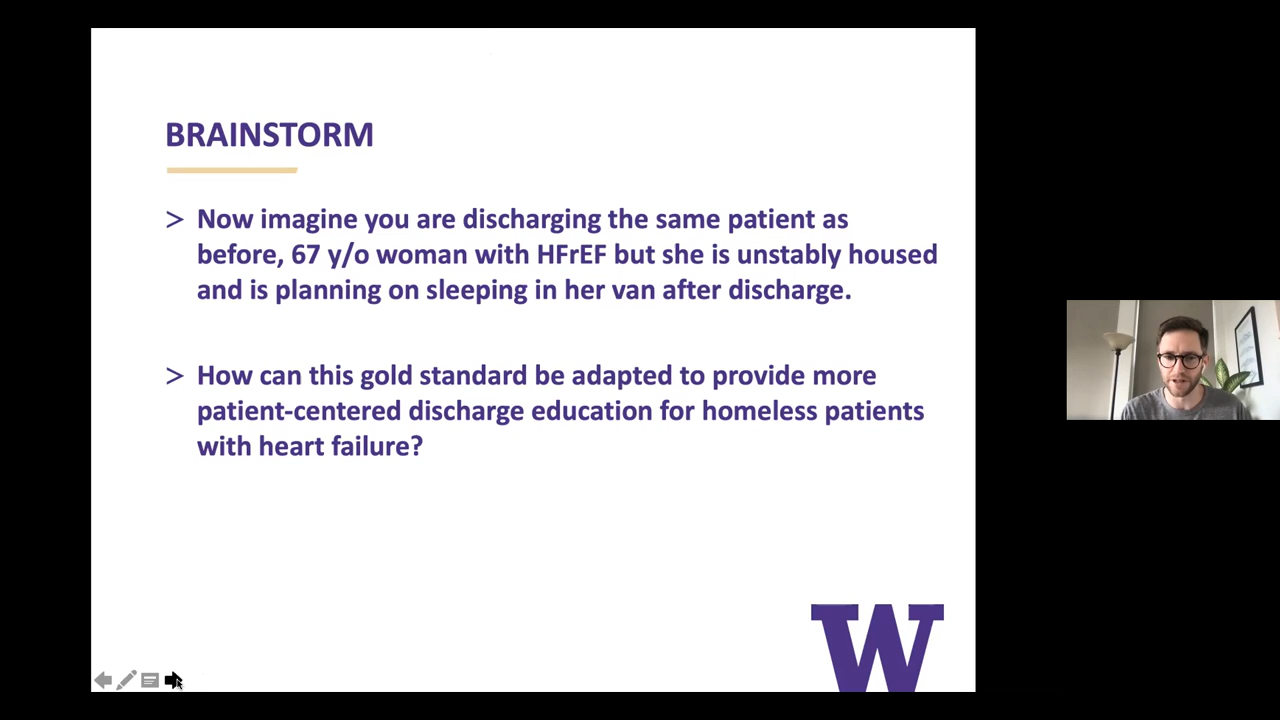 BRAINSTORM
> Now imagine you are discharging the same patient as
before, 67 y/o woman with HFrEF but she is unstably housed
and is planning on sleeping in her van after discharge.
> How can this gold standard be adapted to provide more
patient-centered discharge education for homeless patients
with heart failure?
W